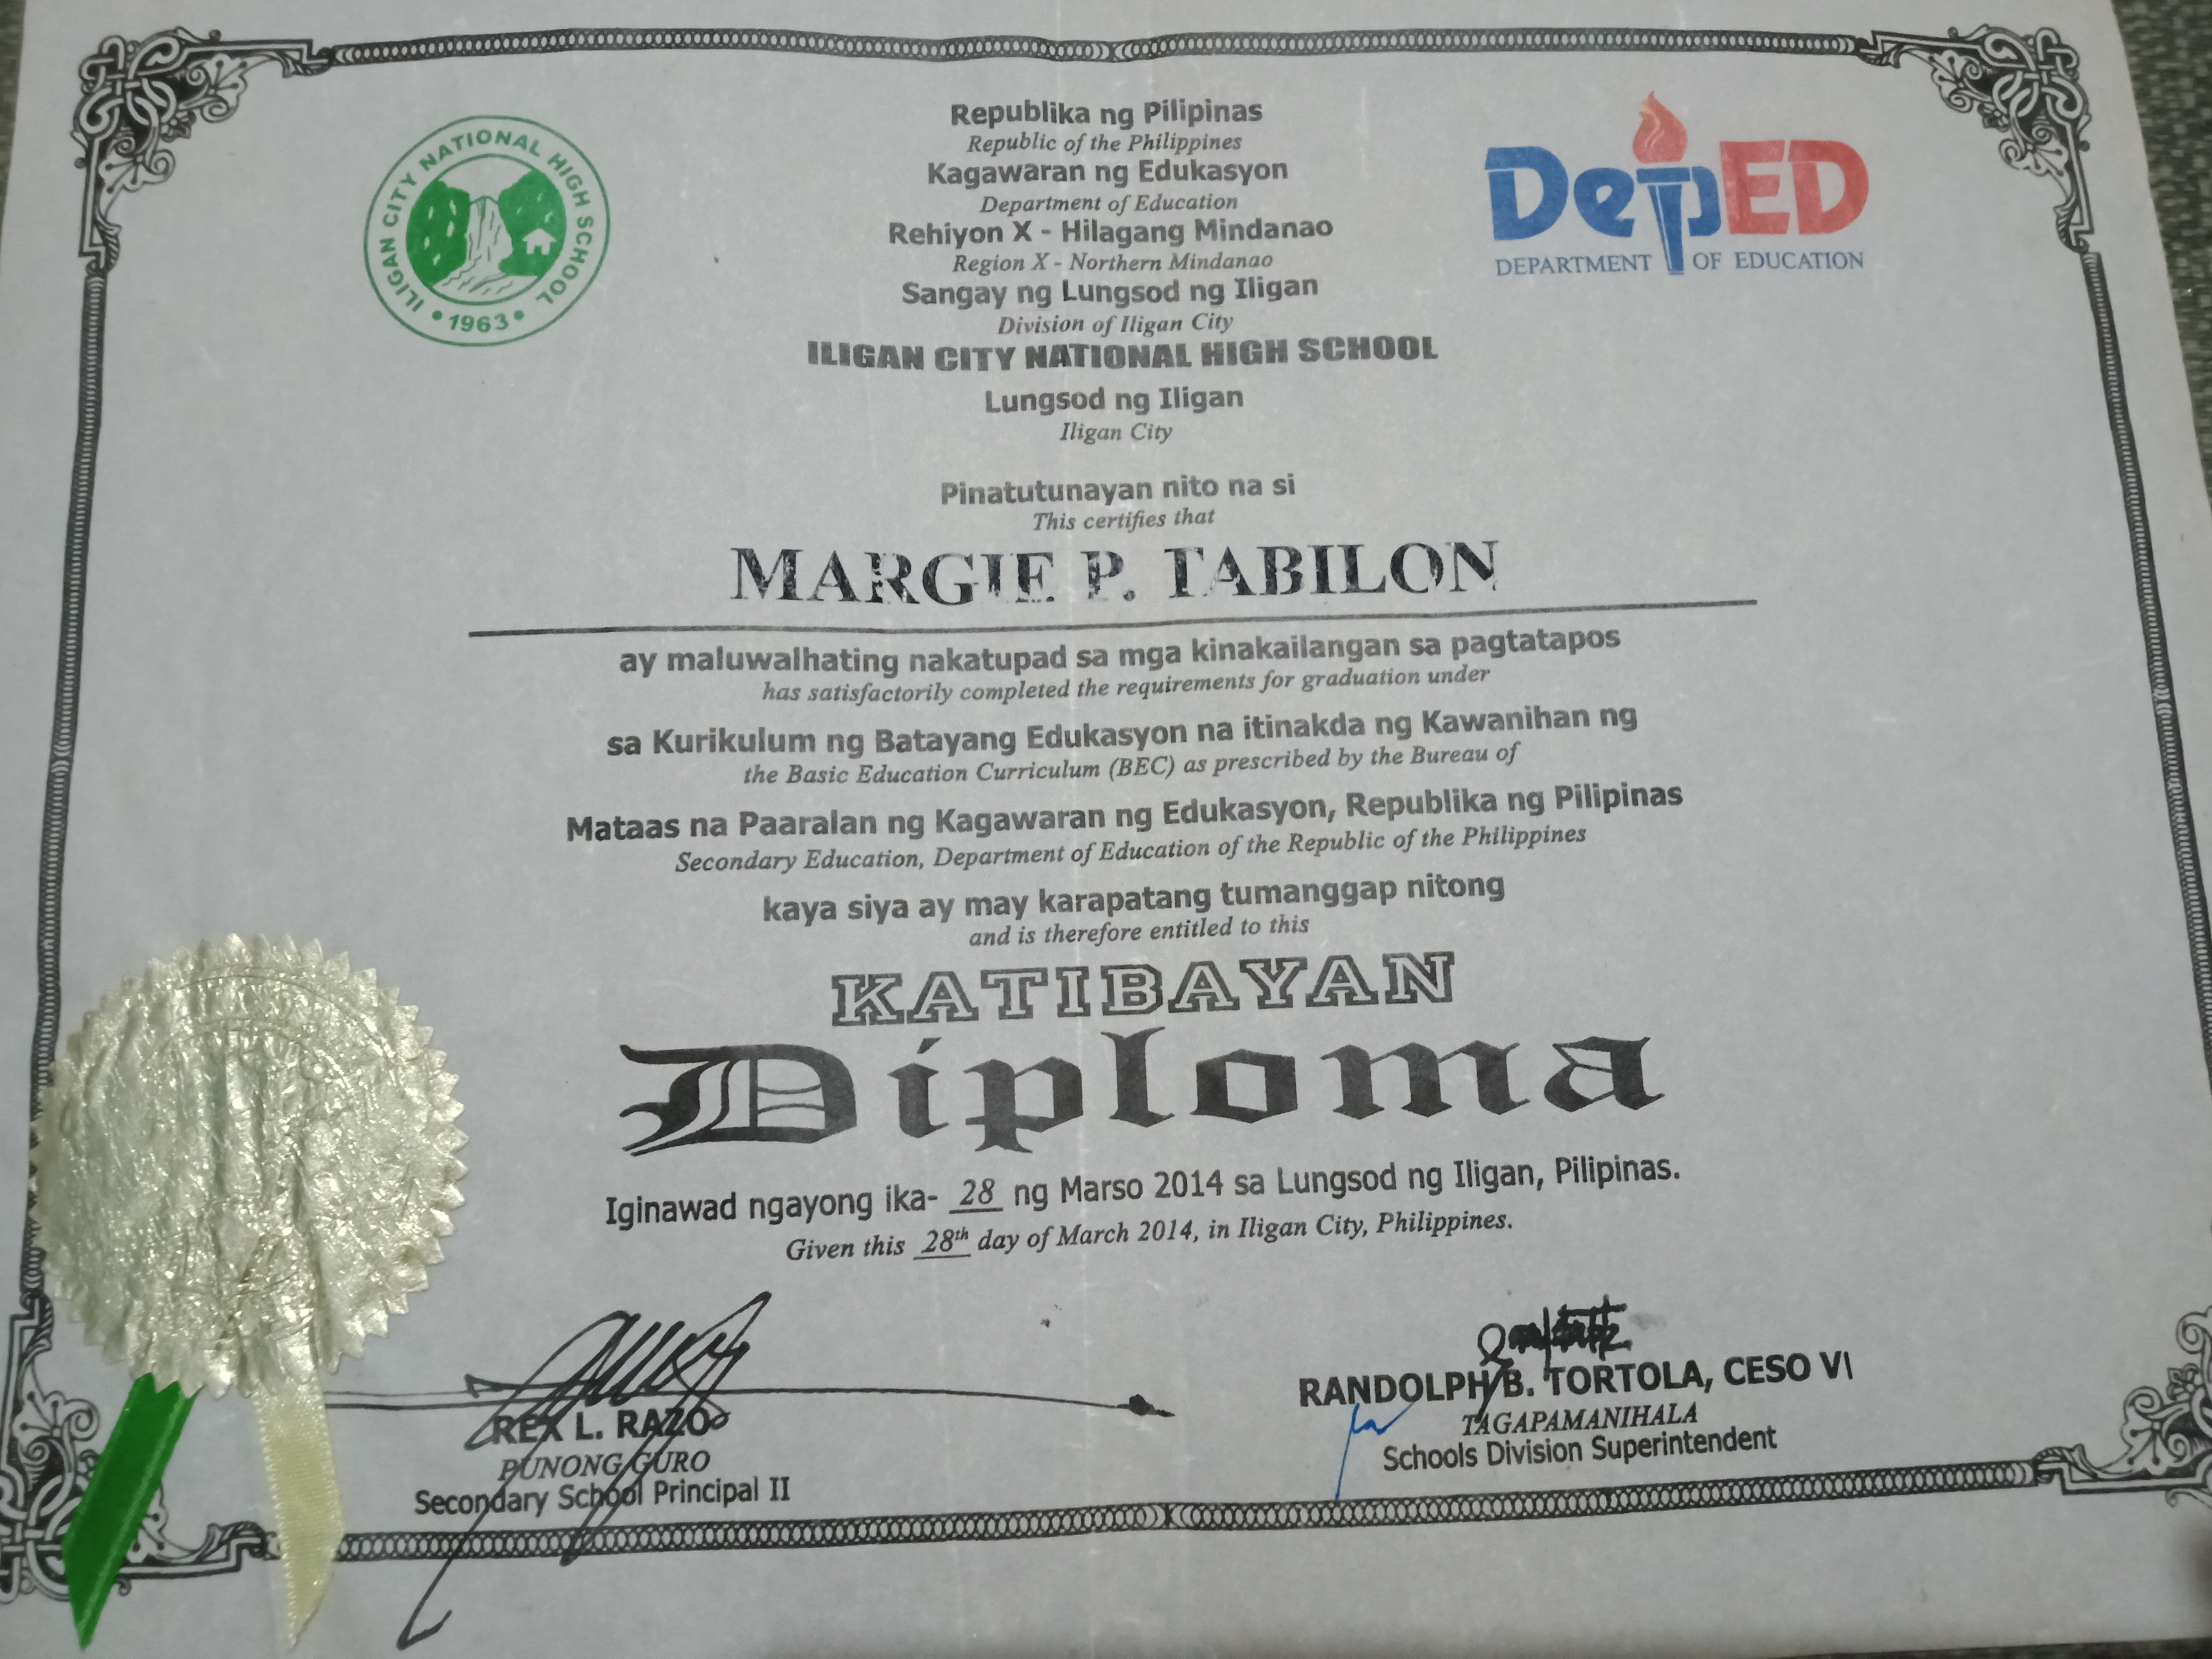 ILIGAN CITY NATIONAL HIGH SCHOOL
• 1963 •
DepED
DEPARTMENT OF EDUCATION
Republika ng Pilipinas
Republic of the Philippines
Kagawaran ng Edukasyon
Department of Education
Rehiyon X - Hilagang Mindanao
Region X - Northern Mindanao
Sangay ng Lungsod ng Iligan
Division of Iligan City
ILIGAN CITY NATIONAL HIGH SCHOOL
Lungsod ng Iligan
Iligan City
Pinatutunayan nito na si
This certifies that
MARGIE P. TABILON
ay maluwalhating nakatupad sa mga kinakailangan sa pagtatapos
has satisfactorily completed the requirements for graduation under
sa Kurikulum ng Batayang Edukasyon na itinakda ng Kawanihan ng
the Basic Education Curriculum (BEC) as prescribed by the Bureau of
Mataas na Paaralan ng Kagawaran ng Edukasyon, Republika ng Pilipinas
Secondary Education, Department of Education of the Republic of the Philippines
kaya siya ay may karapatang tumanggap nitong
and is therefore entitled to this
KATIBAYAN
Diploma
Iginawad ngayong ika- 28 ng Marso 2014 sa Lungsod ng Iligan, Pilipinas.
Given this 28th day of March 2014, in Iligan City, Philippines.
REX L. RAZO
PUNONG GURO
Secondary School Principal II
RANDOLPH B. TORTOLA, CESO VI
TAGAPAMANIHALA
Schools Division Superintendent